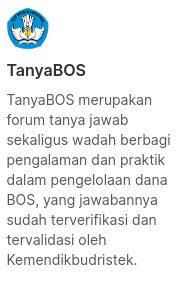 TanyaBOS
TanyaBOS merupakan
forum tanya jawab
sekaligus wadah berbagi
pengalaman dan praktik
dalam pengelolaan dana
BOS, yang jawabannya
sudah terverifikasi dan
tervalidasi oleh
Kemendikbudristek.